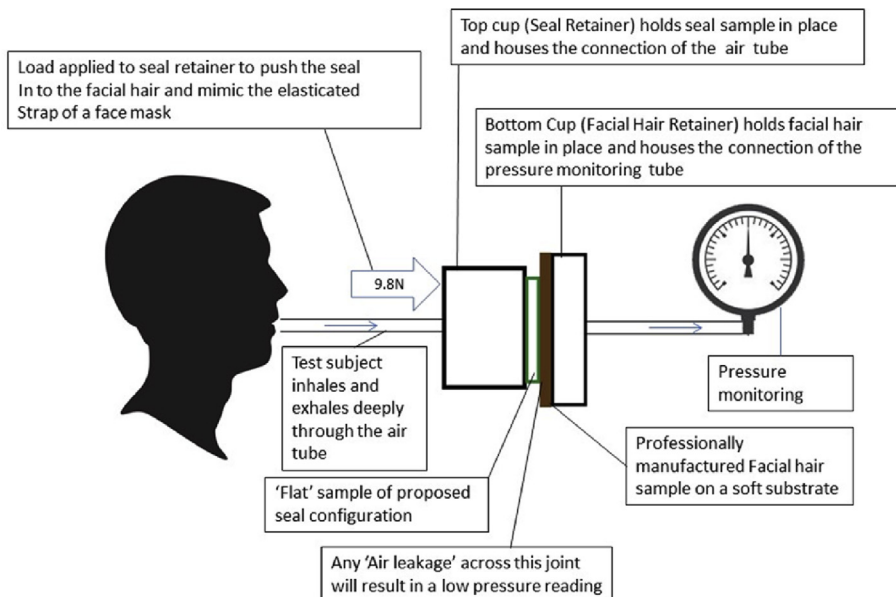 Top cup (Seal Retainer) holds seal sample in place
and houses the connection of the air tube
Load applied to seal retainer to push the seal
In to the facial hair and mimic the elasticated
Strap of a face mask
Bottom Cup (Facial Hair Retainer) holds facial hair
sample in place and houses the connection of the
pressure monitoring tube
9.8N
Test subject
inhales and
exhales deeply
through the air
tube
Pressure
monitoring
Professionally
manufactured Facial hair
sample on a soft substrate
‘Flat’ sample of proposed
seal configuration
Any ‘Air leakage’ across this joint
will result in a low pressure reading